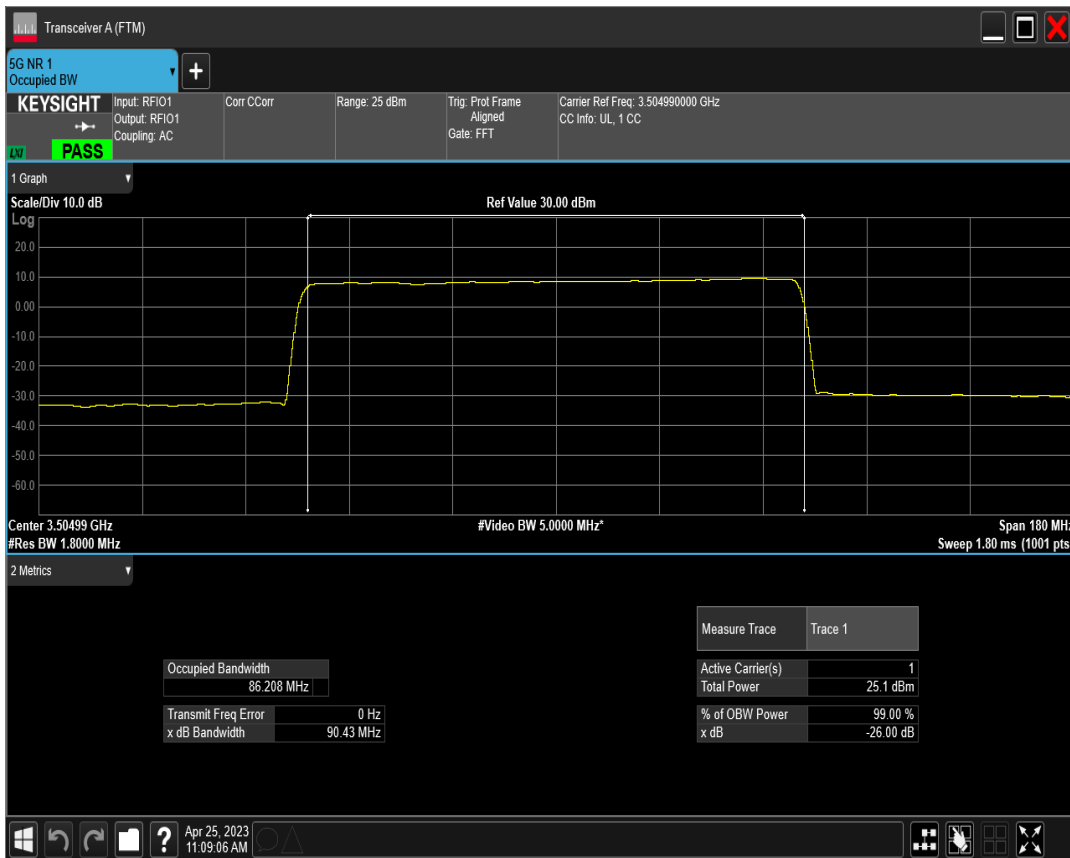 Transceiver A (FTM)
5G NR 1
Occupied BW
+
KEYSIGHT
LXI
PASS
Input: RFIO1
Output: RFIO1
Coupling: AC
Corr CCorr
Range: 25 dBm
Trig: Prot Frame
Aligned
Gate: FFT
Carrier Ref Freq: 3.504990000 GHz
CC Info: UL, 1 CC
1 Graph
Scale/Div 10.0 dB
Ref Value 30.00 dBm
Log
20.0
10.0
0.00
-10.0
-20.0
-30.0
-40.0
-50.0
-60.0
Center 3.50499 GHz
#Video BW 5.0000 MHz*
Span 180 MHz
#Res BW 1.8000 MHz
Sweep 1.80 ms (1001 pts
2 Metrics
Measure Trace Trace 1
Occupied Bandwidth
86.208 MHz
Active Carrier(s) 1
Total Power 25.1 dBm
Transmit Freq Error 0 Hz
x dB Bandwidth 90.43 MHz
% of OBW Power 99.00 %
x dB -26.00 dB
?
Apr 25, 2023
11:09:06 AM